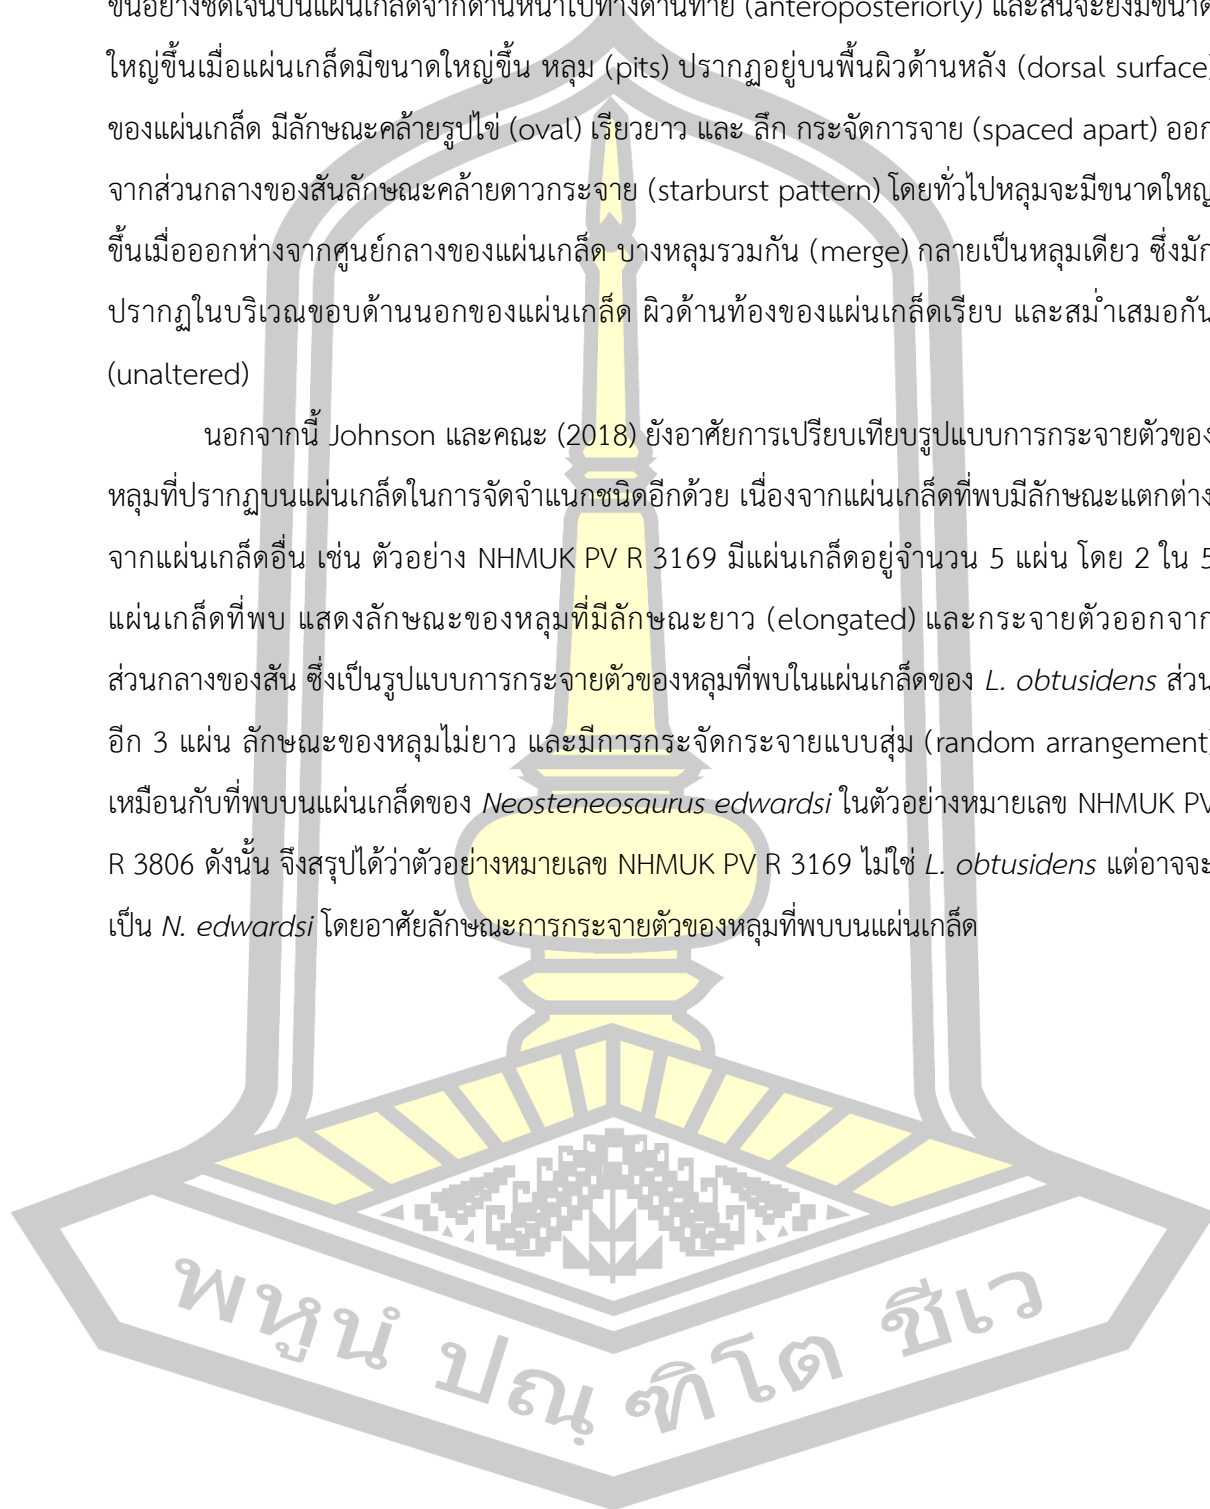 ขึ้นอย่างชัดเจนบนแผ่นเกล็ดจากด้านหน้าไปทางด้านท้าย (anteroposteriorly) และสันจะยิ่งมีขนาด
ใหญ่ขึ้นเมื่อแผ่นเกล็ดมีขนาดใหญ่ขึ้น หลุม (pits) ปรากฏอยู่บนพื้นผิวด้านหลัง (dorsal surface)
ของแผ่นเกล็ด มีลักษณะคล้ายรูปไข่ (oval) เรียวยาว และ ลึก กระจัดการจาย (spaced apart) ออก
จากส่วนกลางของสันลักษณะคล้ายดาวกระจาย (starburst pattern) โดยทั่วไปหลุมจะมีขนาดใหญ่
ขึ้นเมื่อออกห่างจากศูนย์กลางของแผ่นเกล็ด บางหลุมรวมกัน (merge) กลายเป็นหลุมเดียว ซึ่งมัก
ปรากฏในบริเวณขอบด้านนอกของแผ่นเกล็ด ผิวด้านท้องของแผ่นเกล็ดเรียบ และสม่ำเสมอกัน
(unaltered)
นอกจากนี้ Johnson และคณะ (2018) ยังอาศัยการเปรียบเทียบรูปแบบการกระจายตัวของ
หลุมที่ปรากฏบนแผ่นเกล็ดในการจัดจำแนกชนิดอีกด้วย เนื่องจากแผ่นเกล็ดที่พบมีลักษณะแตกต่าง
จากแผ่นเกล็ดอื่น เช่น ตัวอย่าง NHMUK PV R 3169 มีแผ่นเกล็ดอยู่จำนวน 5 แผ่น โดย 2 ใน 5
แผ่นเกล็ดที่พบ แสดงลักษณะของหลุมที่มีลักษณะยาว (elongated) และกระจายตัวออกจาก
ส่วนกลางของสัน ซึ่งเป็นรูปแบบการกระจายตัวของหลุมที่พบในแผ่นเกล็ดของ L. obtusidens ส่วน
อีก 3 แผ่น ลักษณะของหลุมไม่ยาว และมีการกระจัดกระจายแบบสุ่ม (random arrangement)
เหมือนกับที่พบบนแผ่นเกล็ดของ Neosteneosaurus edwardsi ในตัวอย่างหมายเลข NHMUK PV
R 3806 ดังนั้น จึงสรุปได้ว่าตัวอย่างหมายเลข NHMUK PV R 3169 ไม่ใช่ L. obtusidens แต่อาจจะ
เป็น N. edwardsi โดยอาศัยลักษณะการกระจายตัวของหลุมที่พบบนแผ่นเกล็ด
พหูนํ ปณฺฑิโต ชีเว